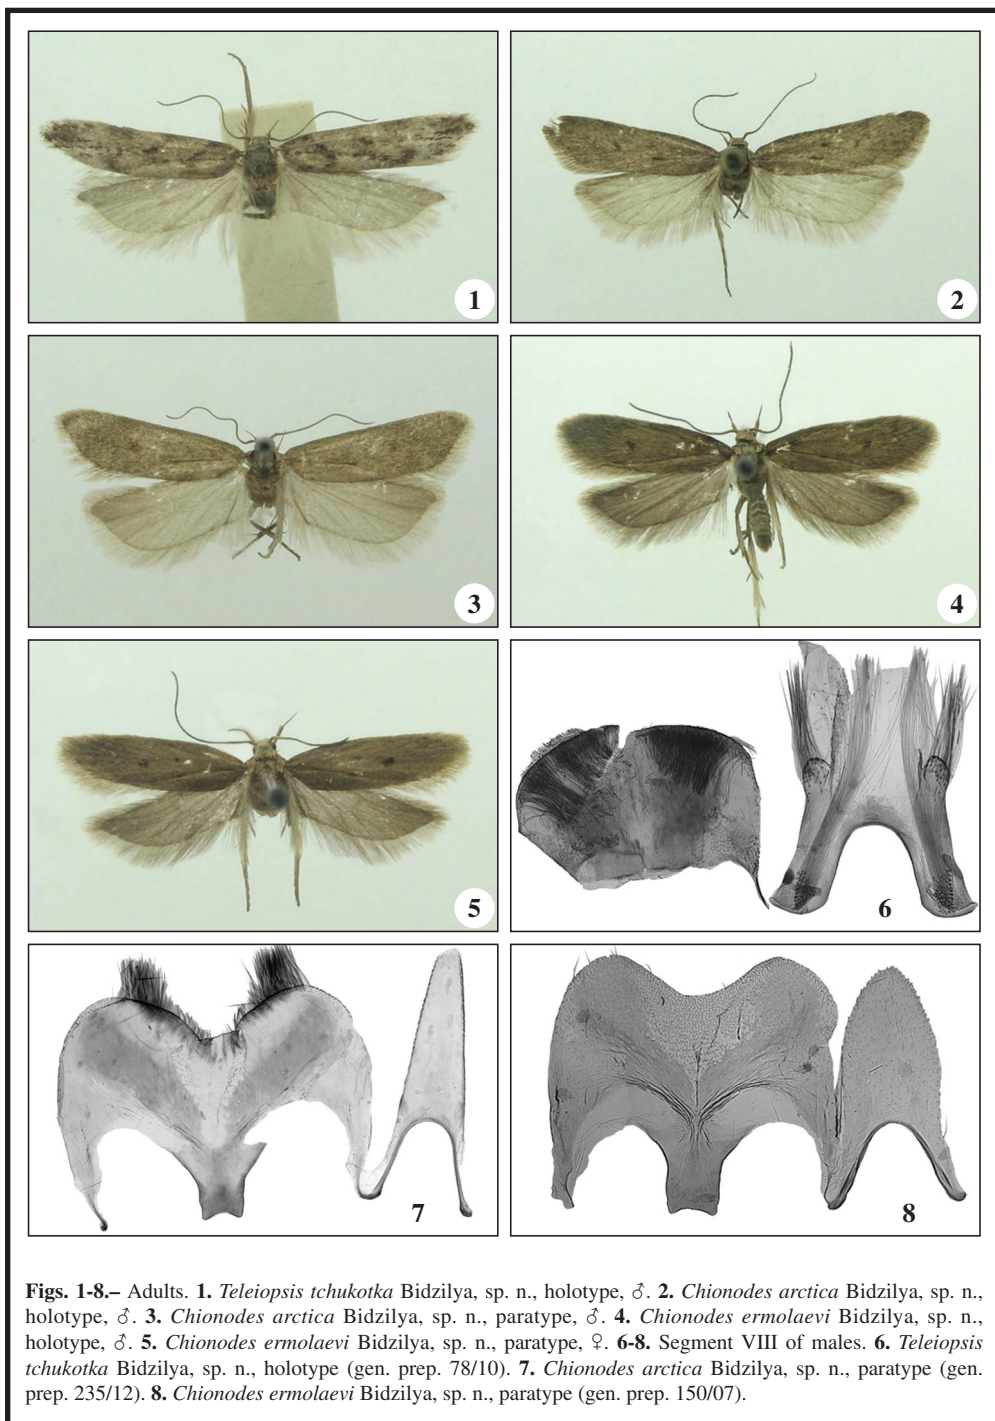 1
2
3
4
5
6
7
8
Figs. 1-8.– Adults. 1. Teleiopsis tchukotka Bidzilya, sp. n., holotype, ♂. 2. Chionodes arctica Bidzilya, sp. n.,
holotype, ♂. 3. Chionodes arctica Bidzilya, sp. n., paratype, ♂. 4. Chionodes ermolaevi Bidzilya, sp. n.,
holotype, ♂. 5. Chionodes ermolaevi Bidzilya, sp. n., paratype, ♀. 6-8. Segment VIII of males. 6. Teleiopsis
tchukotka Bidzilya, sp. n., holotype (gen. prep. 78/10). 7. Chionodes arctica Bidzilya, sp. n., paratype (gen.
prep. 235/12). 8. Chionodes ermolaevi Bidzilya, sp. n., paratype (gen. prep. 150/07).